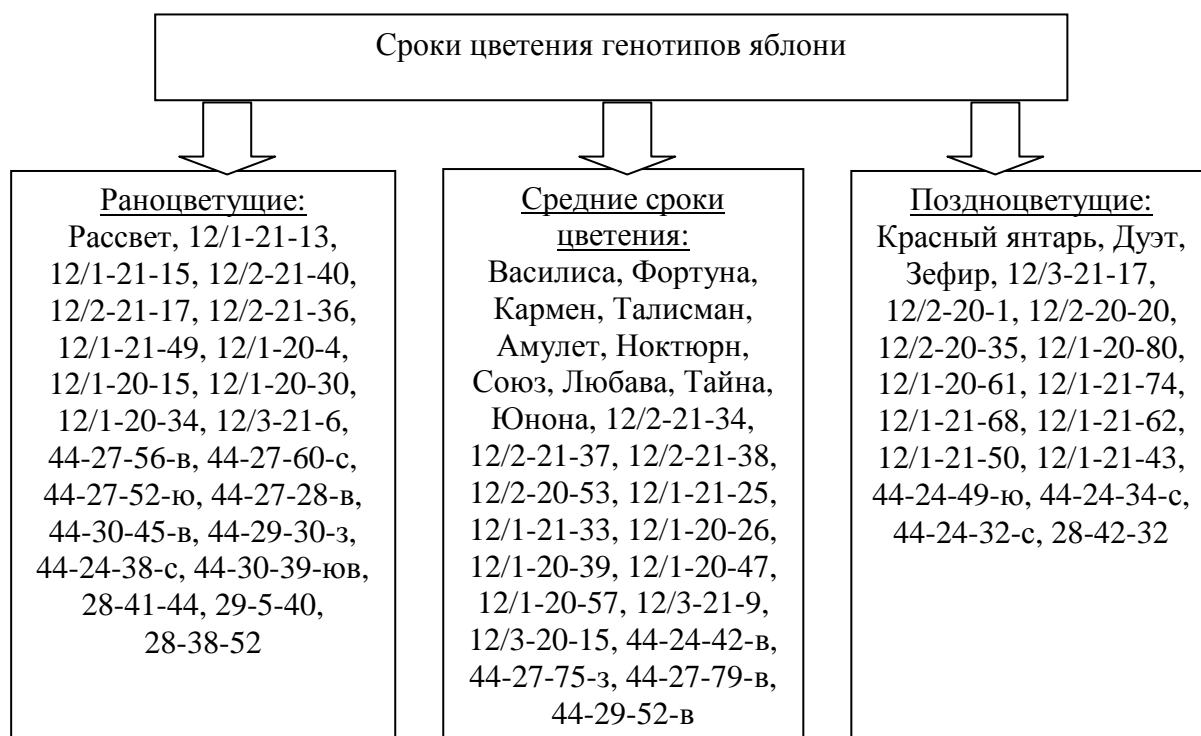 Сроки цветения генотипов яблони
Раноцветущие:
Рассвет, 12/1-21-13,
12/1-21-15, 12/2-21-40,
12/2-21-17, 12/2-21-36,
12/1-21-49, 12/1-20-4,
12/1-20-15, 12/1-20-30,
12/1-20-34, 12/3-21-6,
44-27-56-в, 44-27-60-с,
44-27-52-ю, 44-27-28-в,
44-30-45-в, 44-29-30-з,
44-24-38-с, 44-30-39-юв,
28-41-44, 29-5-40,
28-38-52
Средние сроки
цветения:
Василиса, Фортуна,
Кармен, Талисман,
Амулет, Ноктюрн,
Союз, Любава, Тайна,
Юнона, 12/2-21-34,
12/2-21-37, 12/2-21-38,
12/2-20-53, 12/1-21-25,
12/1-21-33, 12/1-20-26,
12/1-20-39, 12/1-20-47,
12/1-20-57, 12/3-21-9,
12/3-20-15, 44-24-42-в,
44-27-75-з, 44-27-79-в,
44-29-52-в
Поздноцветущие:
Красный янтарь, Дуэт,
Зефир, 12/3-21-17,
12/2-20-1, 12/2-20-20,
12/2-20-35, 12/1-20-80,
12/1-20-61, 12/1-21-74,
12/1-21-68, 12/1-21-62,
12/1-21-50, 12/1-21-43,
44-24-49-ю, 44-24-34-с,
44-24-32-с, 28-42-32